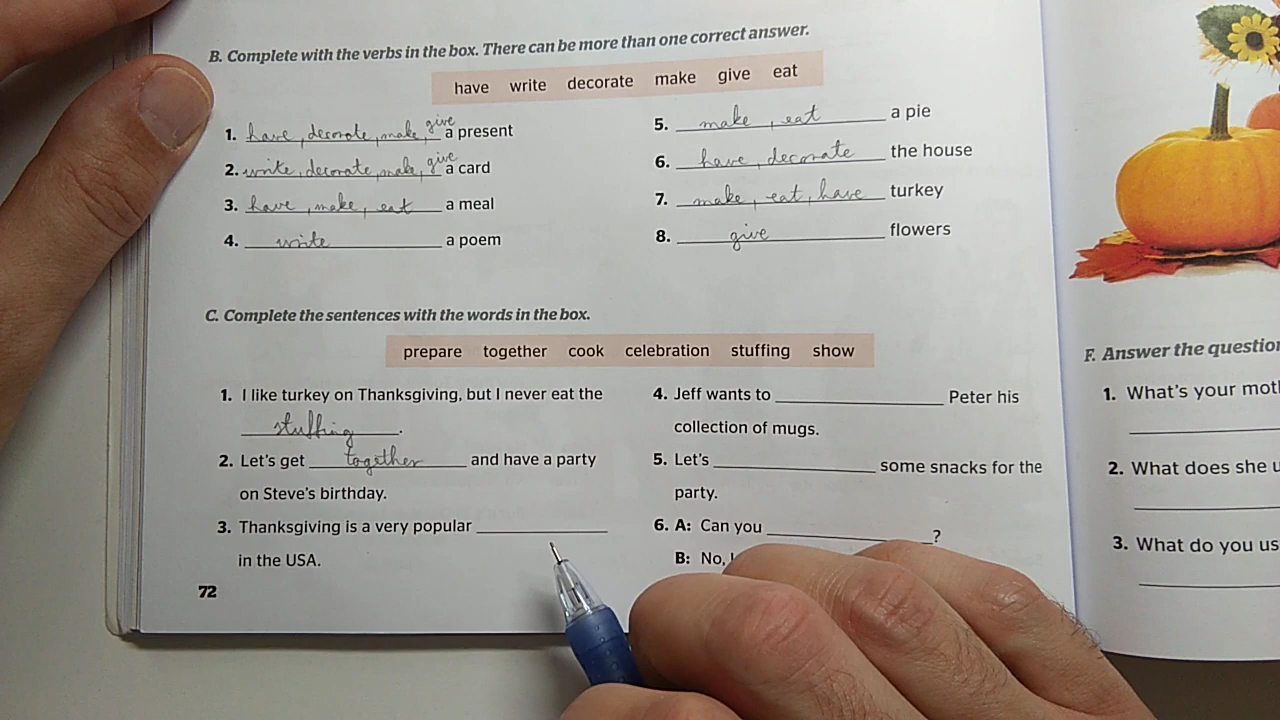 B. Complete with the verbs in the box. There can be more than one correct answer.
have write decorate make give eat
1. have, decorate, make, give a present
2. write, decorate, make, give a card
3. have, make, eat a meal
4. write a poem
5. make, eat a pie
6. have, decorate the house
7. make, eat, have turkey
8. give flowers
C. Complete the sentences with the words in the box.
prepare together cook celebration stuffing show
1. I like turkey on Thanksgiving, but I never eat the
stuffing.
2. Let's get together and have a party
on Steve's birthday.
3. Thanksgiving is a very popular
in the USA.
4. Jeff wants to Peter his
collection of mugs.
5. Let's some snacks for the
party.
6. A: Can you ?
B: No,
72
F. Answer the
1. What's your
2. What does she
3. What do you